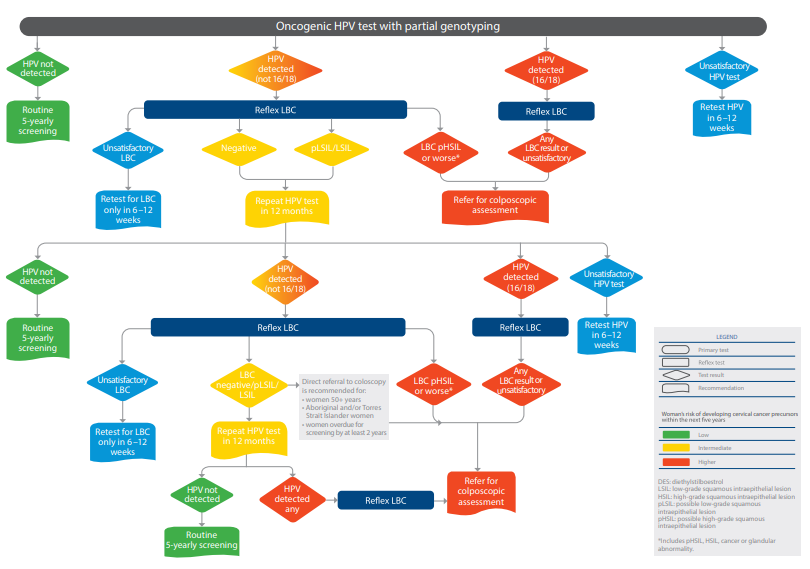 Oncogenic HPV test with partial genotyping
HPV not
detected
HPV
detected
(not 16/18)
HPV
detected
(16/18)
Unsatisfactory
HPV test
Routine
5-yearly
screening
Reflex LBC
Reflex LBC
Retest HPV
in 6–12
weeks
Unsatisfactory
LBC
Negative
pLSIL/LSIL
LBC pHSIL
or worse*
Any
LBC result or
unsatisfactory
Retest for LBC
only in 6–12
weeks
Repeat HPV test
in 12 months
Refer for colposcopic
assessment
HPV not
detected
HPV
detected
(not 16/18)
HPV
detected
(16/18)
Unsatisfactory
HPV test
Routine
5-yearly
screening
Reflex LBC
Reflex LBC
Retest HPV
in 6–12
weeks
Unsatisfactory
LBC
LBC
negative/pLSIL/
LSIL
Direct referral to coloscopy
is recommended for:
• women 50+ years
• Aboriginal and/or Torres
Strait Islander women
• women overdue for
screening by at least 2 years
LBC pHSIL
or worse*
Any
LBC result or
unsatisfactory
Retest for LBC
only in 6–12
weeks
Repeat HPV test
in 12 months
HPV not
detected
HPV
detected
any
Reflex LBC
Refer for
colposcopic
assessment
Routine
5-yearly screening
LEGEND
Primary test
Reflex test
Test result
Recommendation
Woman's risk of developing cervical cancer precursors
within the next five years
Low
Intermediate
Higher
DES: diethylstilboestrol
LSIL: low-grade squamous intraepithelial lesion
HSIL: high-grade squamous intraepithelial lesion
pLSIL: possible low-grade squamous
intraepithelial lesion
pHSIL: possible high-grade squamous
intraepithelial lesion
*Includes pHSIL, HSIL, cancer or glandular
abnormality.